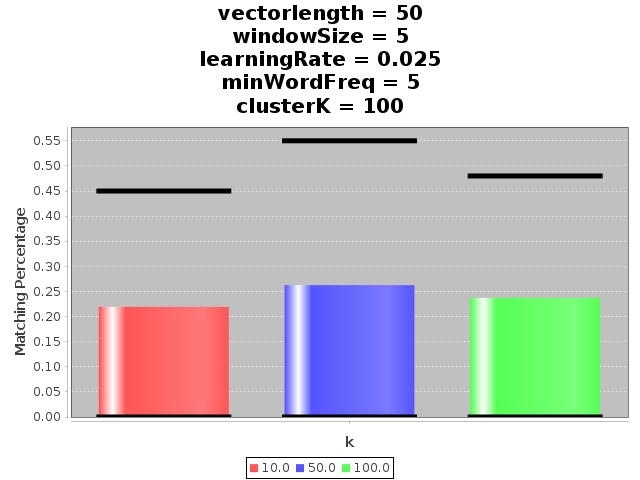 vectorlength = 50
windowSize = 5
learningRate = 0.025
minWordFreq = 5
clusterK = 100
0.55
0.50
0.45
0.40
0.35
0.30
0.25
0.20
0.15
0.10
0.05
0.00
Matching Percentage
k
10.0 50.0 100.0